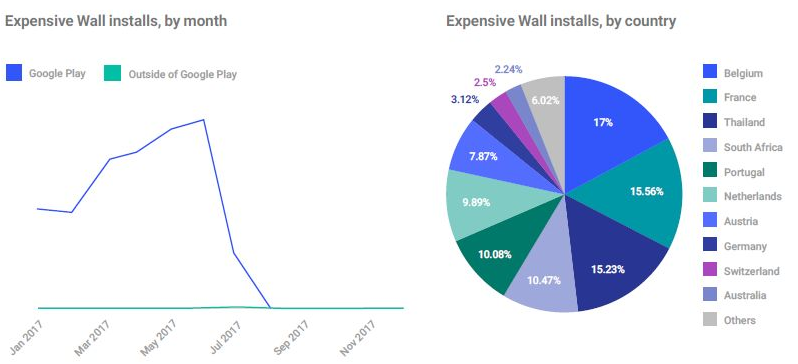 Expensive Wall installs, by month
Google Play
Outside of Google Play
Jan 2017
Mar 2017
May 2017
Jul 2017
Sep 2017
Nov 2017
Expensive Wall installs, by country
17%
15.56%
15.23%
10.47%
10.08%
9.89%
7.87%
3.12%
2.5%
2.24%
6.02%
Belgium
France
Thailand
South Africa
Portugal
Netherlands
Austria
Germany
Switzerland
Australia
Others